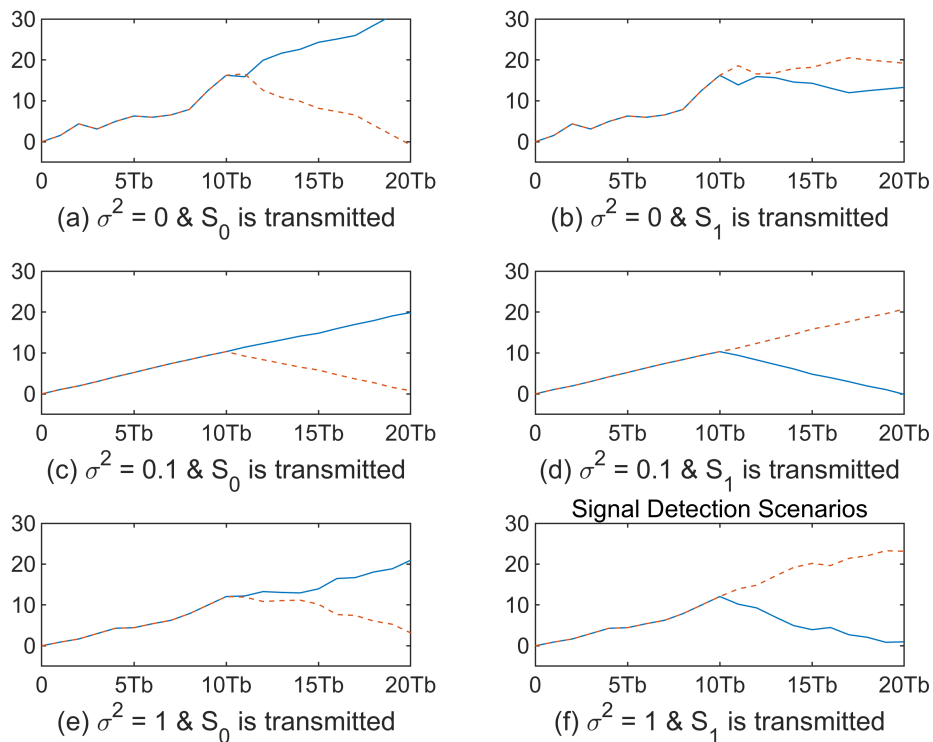 30
20
10
0
0 5Tb 10Tb 15Tb 20Tb
(a) σ² = 0 & S₀ is transmitted
30
20
10
0
0 5Tb 10Tb 15Tb 20Tb
(b) σ² = 0 & S₁ is transmitted
30
20
10
0
0 5Tb 10Tb 15Tb 20Tb
(c) σ² = 0.1 & S₀ is transmitted
30
20
10
0
0 5Tb 10Tb 15Tb 20Tb
(d) σ² = 0.1 & S₁ is transmitted
30
20
10
0
0 5Tb 10Tb 15Tb 20Tb
(e) σ² = 1 & S₀ is transmitted
Signal Detection Scenarios
30
20
10
0
0 5Tb 10Tb 15Tb 20Tb
(f) σ² = 1 & S₁ is transmitted